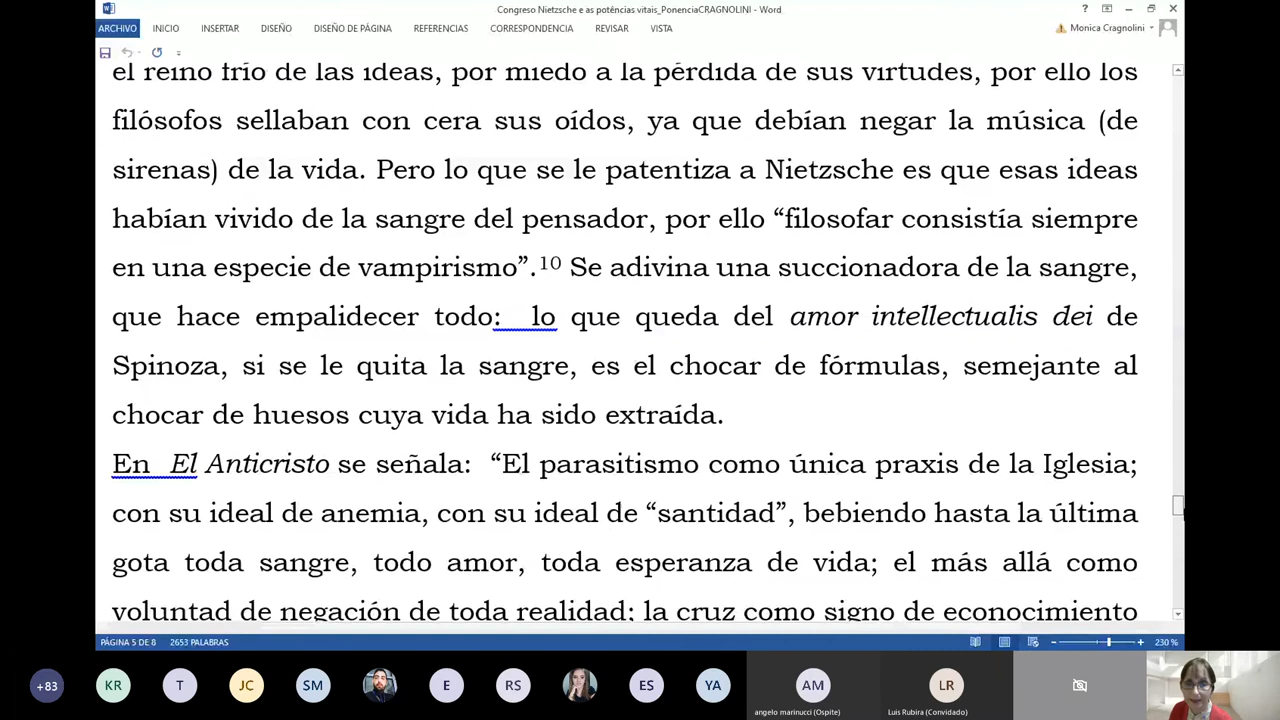 Congreso Nietzsche e as potências vitais_PonenciaCRAGNOLINI - Word
ARCHIVO INICIO INSERTAR DISEÑO DISEÑO DE PÁGINA REFERENCIAS CORRESPONDENCIA REVISAR VISTA Monica Cragnolini
el reino frío de las ideas, por miedo a la pérdida de sus virtudes, por ello los
filósofos sellaban con cera sus oídos, ya que debían negar la música (de
sirenas) de la vida. Pero lo que se le patentiza a Nietzsche es que esas ideas
habían vivido de la sangre del pensador, por ello “filosofar consistía siempre
en una especie de vampirismo”.10 Se adivina una succionadora de la sangre,
que hace empalidecer todo: lo que queda del amor intellectualis dei de
Spinoza, si se le quita la sangre, es el chocar de fórmulas, semejante al
chocar de huesos cuya vida ha sido extraída.
En El Anticristo se señala: “El parasitismo como única praxis de la Iglesia;
con su ideal de anemia, con su ideal de “santidad”, bebiendo hasta la última
gota toda sangre, todo amor, toda esperanza de vida; el más allá como
voluntad de negación de toda realidad; la cruz como signo de econocimiento
PÁGINA 5 DE 8 2653 PALABRAS 230 %
+83 KR T JC SM E RS ES YA AM LR
angelo marinucci (Ospite) Luis Rubira (Convidado)